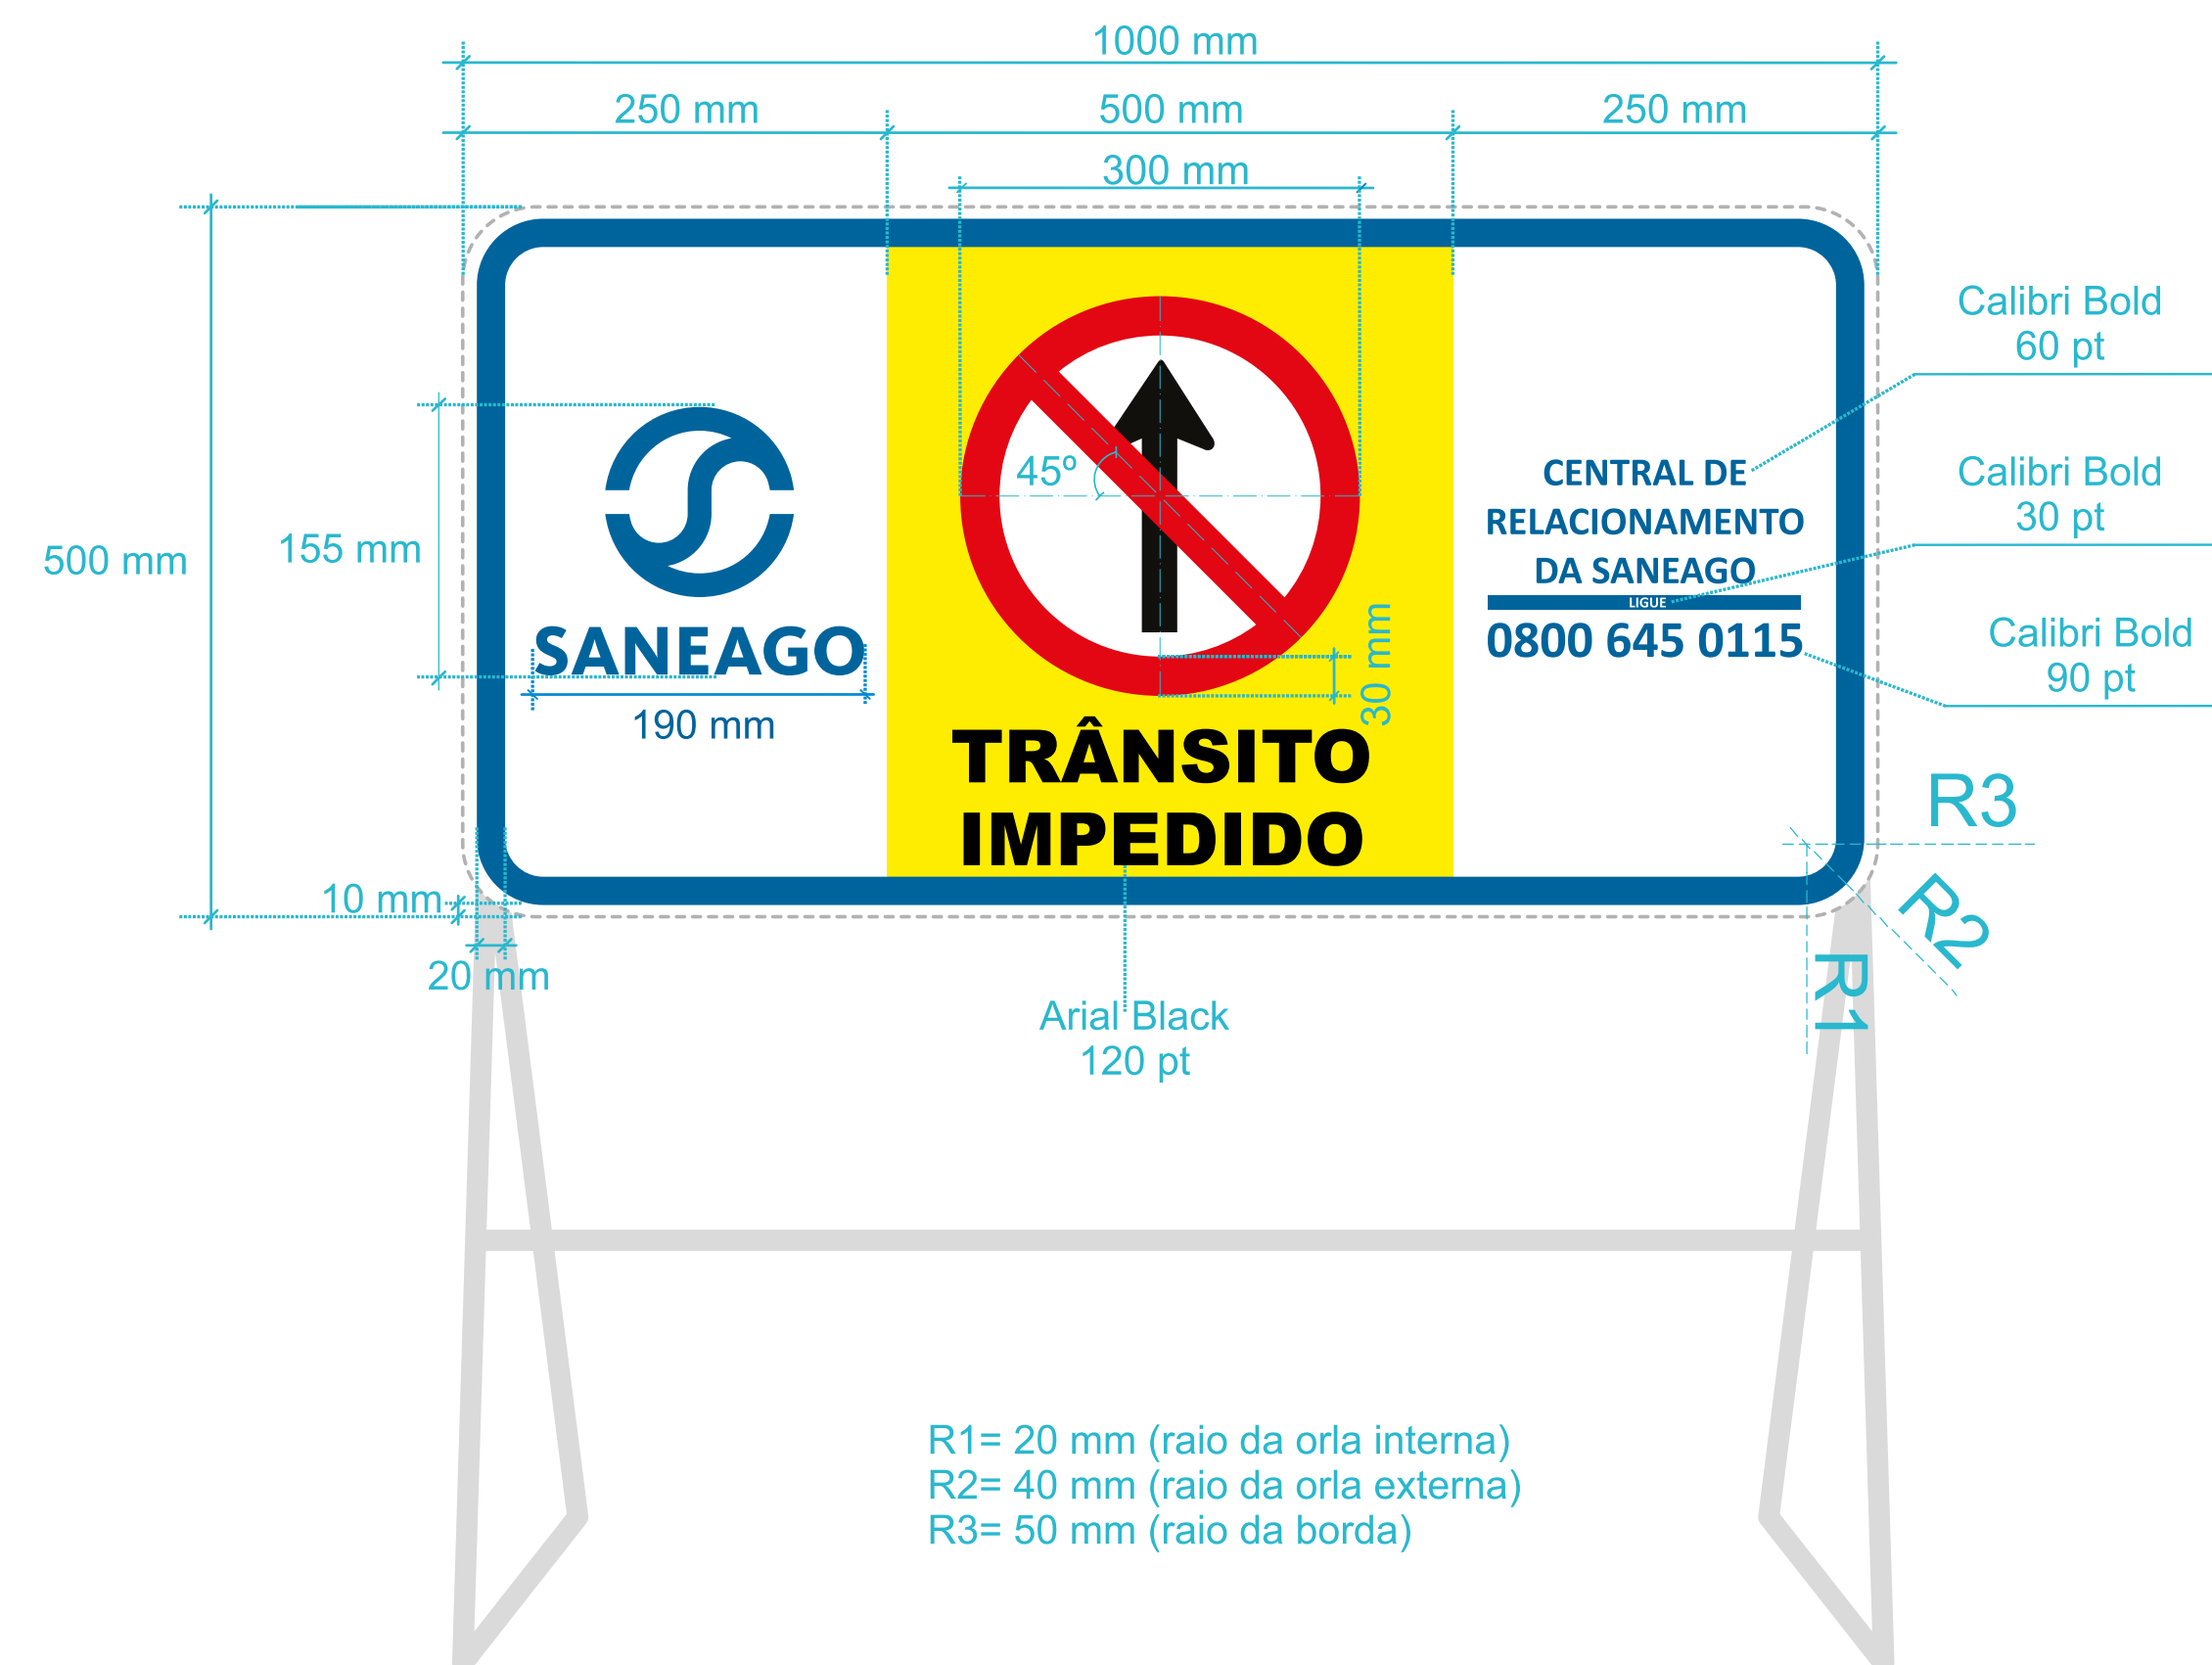 1000 mm
250 mm
500 mm
250 mm
300 mm
Calibri Bold
60 pt
45º
CENTRAL DE
RELACIONAMENTO
DA SANEAGO
LIGUE
0800 645 0115
Calibri Bold
30 pt
500 mm
155 mm
SANEAGO
190 mm
30 mm
Calibri Bold
90 pt
TRÂNSITO
IMPEDIDO
R3
R2
R1
10 mm
20 mm
Arial Black
120 pt
R1= 20 mm (raio da orla interna)
R2= 40 mm (raio da orla externa)
R3= 50 mm (raio da borda)